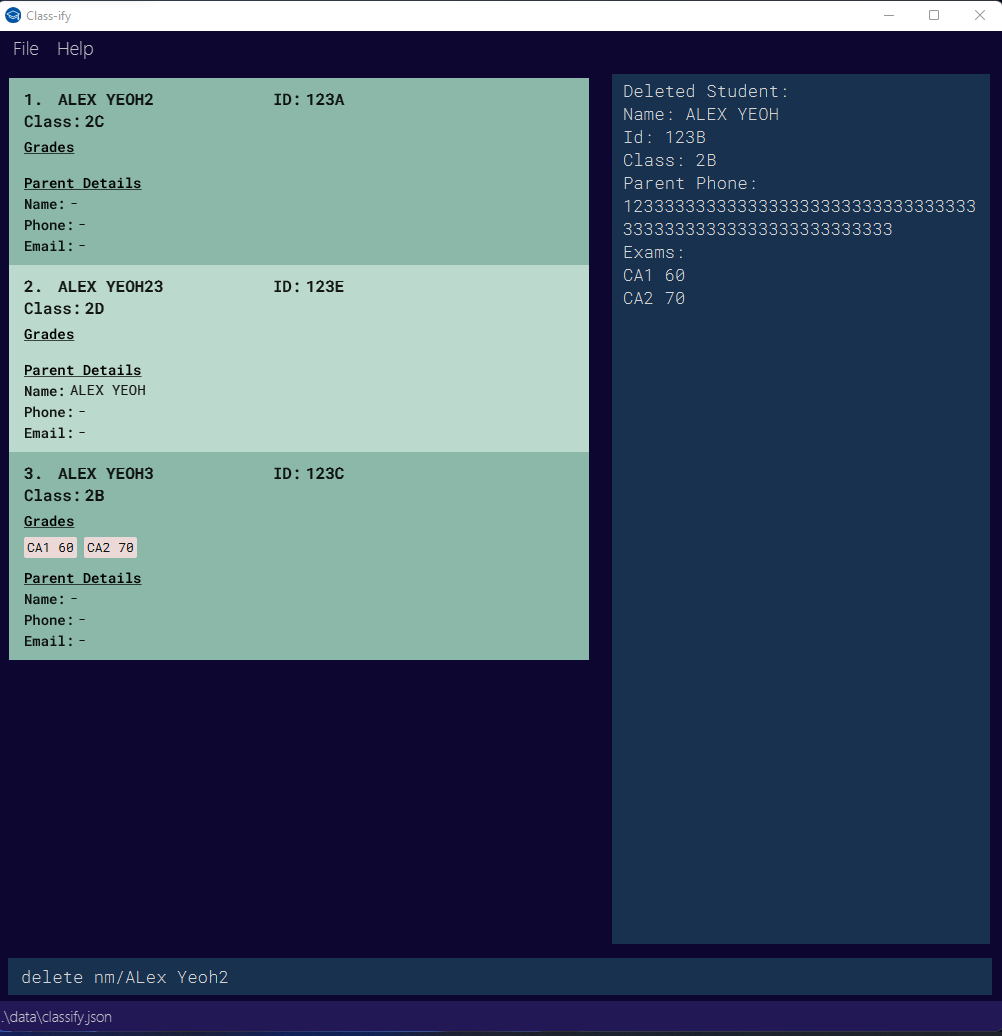 Class-ify
File Help
1. ALEX YEOH2 ID: 123A
Class: 2C
Grades
Parent Details
Name: -
Phone: -
Email: -
2. ALEX YEOH23 ID: 123E
Class: 2D
Grades
Parent Details
Name: ALEX YEOH
Phone: -
Email: -
3. ALEX YEOH3 ID: 123C
Class: 2B
Grades
CA1 60 CA2 70
Parent Details
Name: -
Phone: -
Email: -
Deleted Student:
Name: ALEX YEOH
Id: 123B
Class: 2B
Parent Phone:
1233333333333333333333333333333333
33333333333333333333333333
Exams:
CA1 60
CA2 70
delete nm/ALex Yeoh2
.\data\classify.json